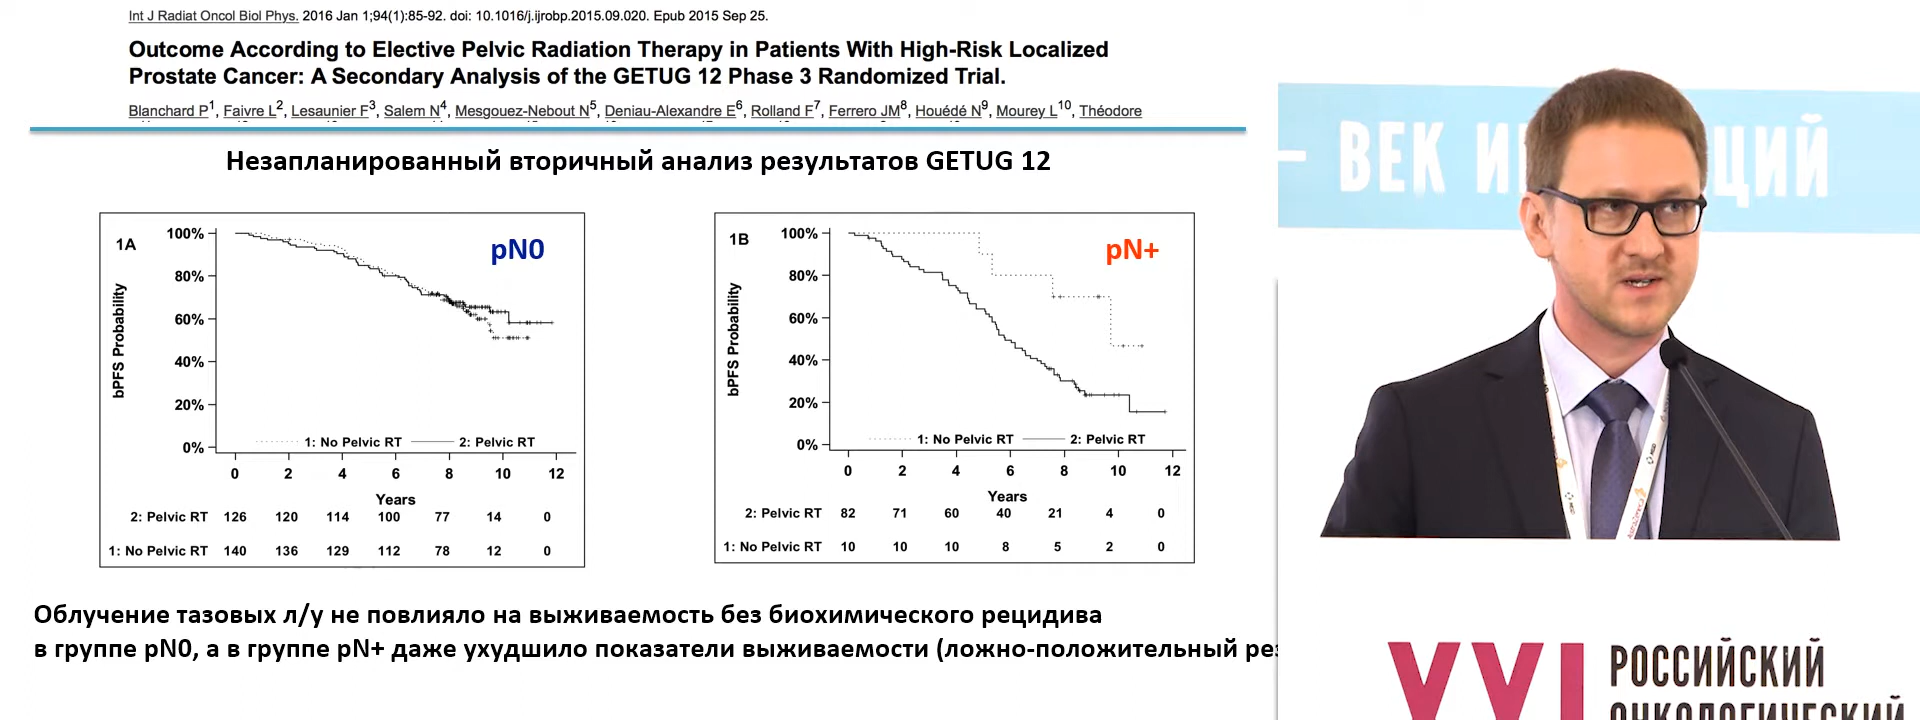 Int J Radiat Oncol Biol Phys. 2016 Jan 1;94(1):85-92. doi: 10.1016/j.ijrobp.2015.09.020. Epub 2015 Sep 25.
Outcome According to Elective Pelvic Radiation Therapy in Patients With High-Risk Localized
Prostate Cancer: A Secondary Analysis of the GETUG 12 Phase 3 Randomized Trial.
Blanchard P1, Faivre L2, Lesaunier F3, Salem N4, Mesgouez-Nebout N5, Deniau-Alexandre E6, Rolland F7, Ferrero JM8, Houédé N9, Mourey L10, Théodore
Незапланированный вторичный анализ результатов GETUG 12
1A
pN0
bPFS Probability
100%
80%
60%
40%
20%
0%
1: No Pelvic RT 2: Pelvic RT
0 2 4 6 8 10 12
Years
2: Pelvic RT 126 120 114 100 77 14 0
1: No Pelvic RT 140 136 129 112 78 12 0
1B
pN+
bPFS Probability
100%
80%
60%
40%
20%
0%
1: No Pelvic RT 2: Pelvic RT
0 2 4 6 8 10 12
Years
2: Pelvic RT 82 71 60 40 21 4 0
1: No Pelvic RT 10 10 10 8 5 2 0
Облучение тазовых л/у не повлияло на выживаемость без биохимического рецидива
в группе pN0, а в группе pN+ даже ухудшило показатели выживаемости (ложно-положительный рез
– ВЕК И ЦИЙ
XXI
РОССИЙСКИЙ
ОНКОЛОГИЧЕСКИЙ